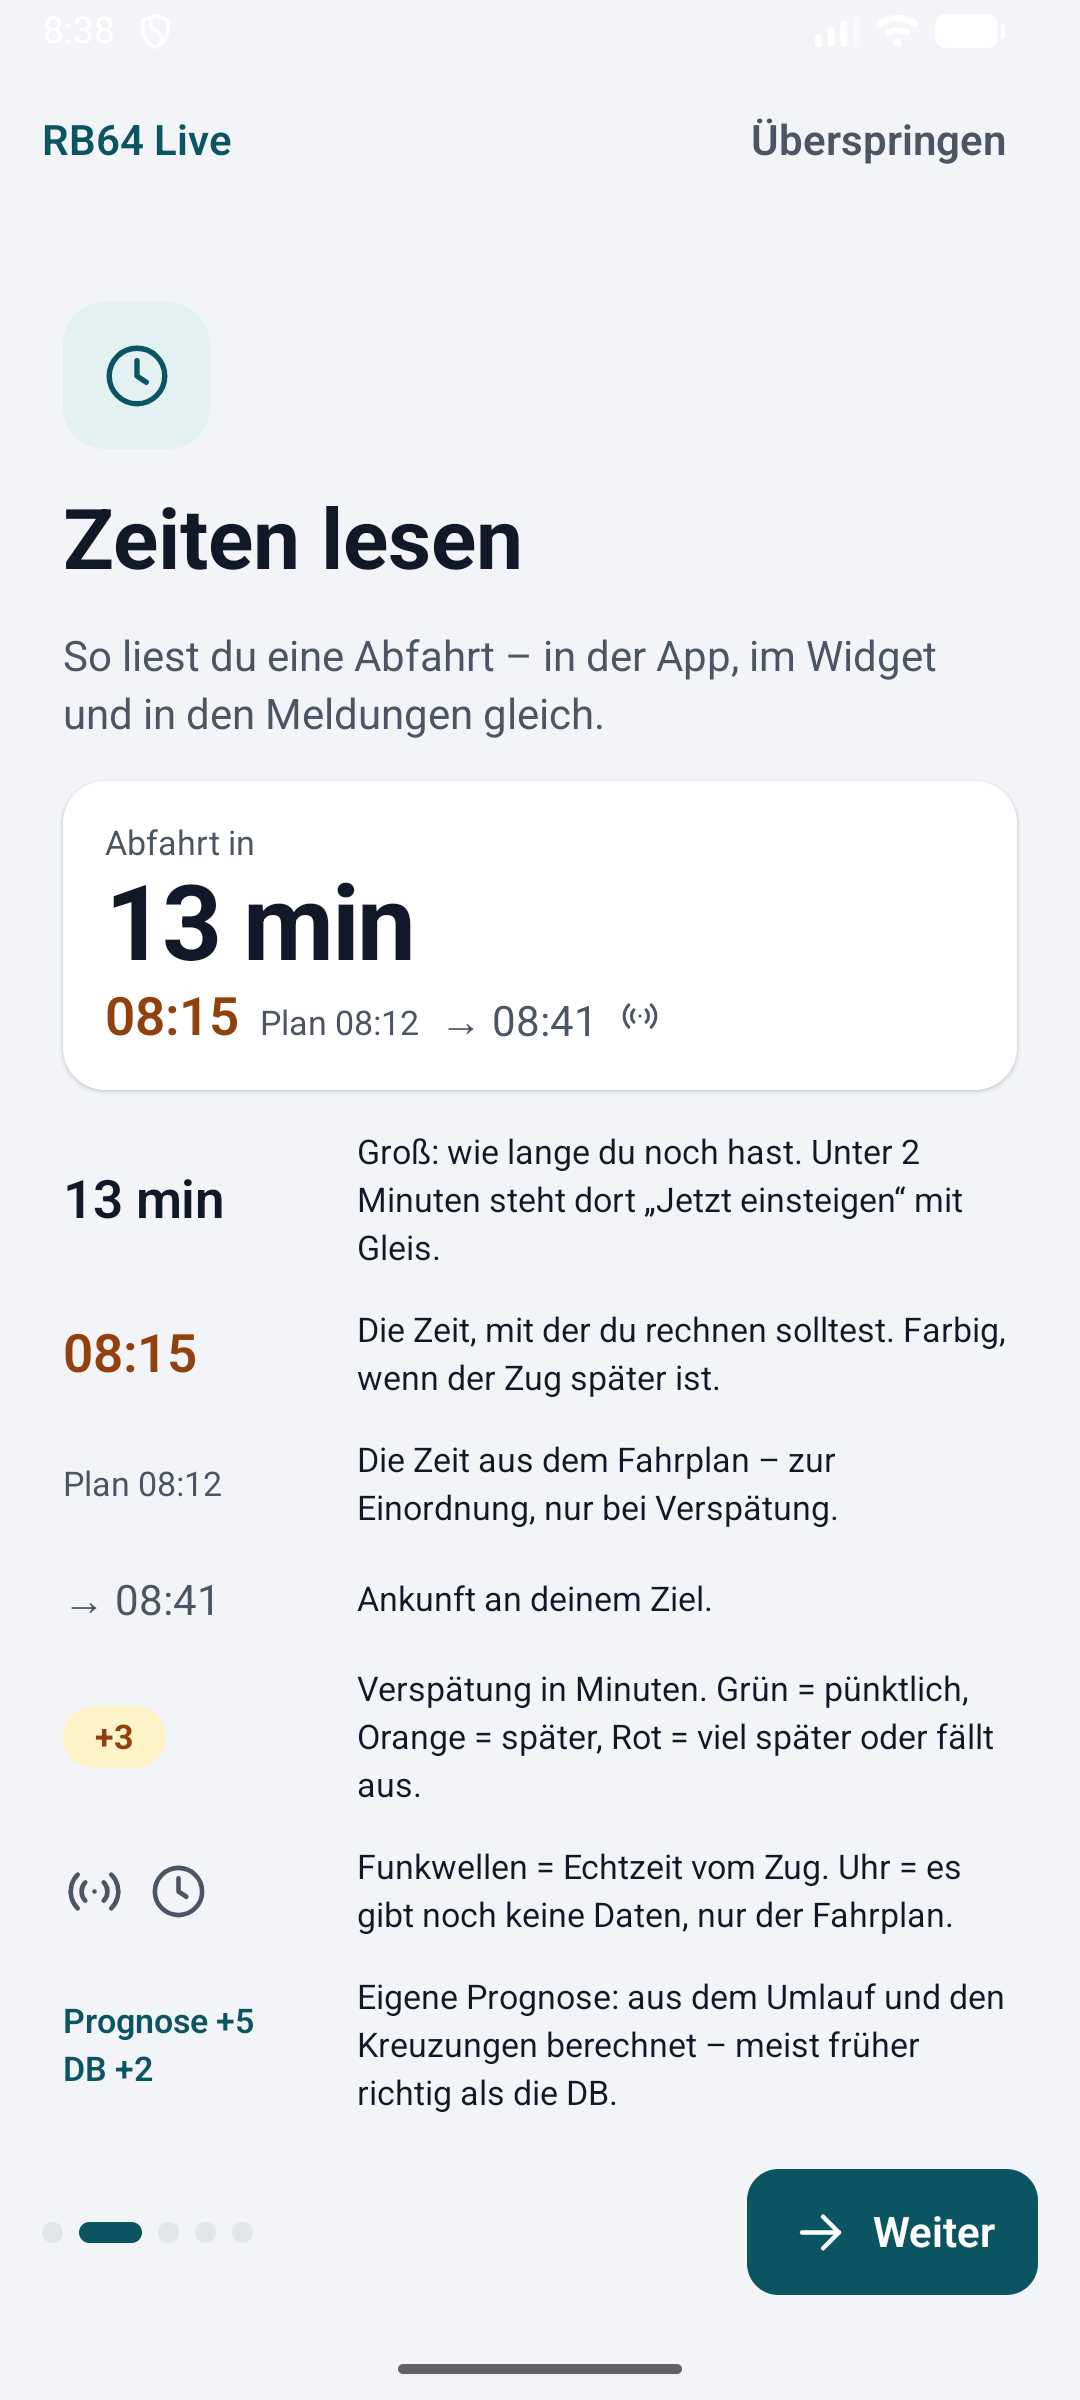 8:38
RB64 Live
Überspringen
Zeiten lesen
So liest du eine Abfahrt – in der App, im Widget
und in den Meldungen gleich.
Abfahrt in
13 min
08:15 Plan 08:12 → 08:41
13 min
Groß: wie lange du noch hast. Unter 2
Minuten steht dort „Jetzt einsteigen“ mit
Gleis.
08:15
Die Zeit, mit der du rechnen solltest. Farbig,
wenn der Zug später ist.
Plan 08:12
Die Zeit aus dem Fahrplan – zur
Einordnung, nur bei Verspätung.
→ 08:41
Ankunft an deinem Ziel.
+3
Verspätung in Minuten. Grün = pünktlich,
Orange = später, Rot = viel später oder fällt
aus.
Funkwellen = Echtzeit vom Zug. Uhr = es
gibt noch keine Daten, nur der Fahrplan.
Prognose +5
DB +2
Eigene Prognose: aus dem Umlauf und den
Kreuzungen berechnet – meist früher
richtig als die DB.
Weiter